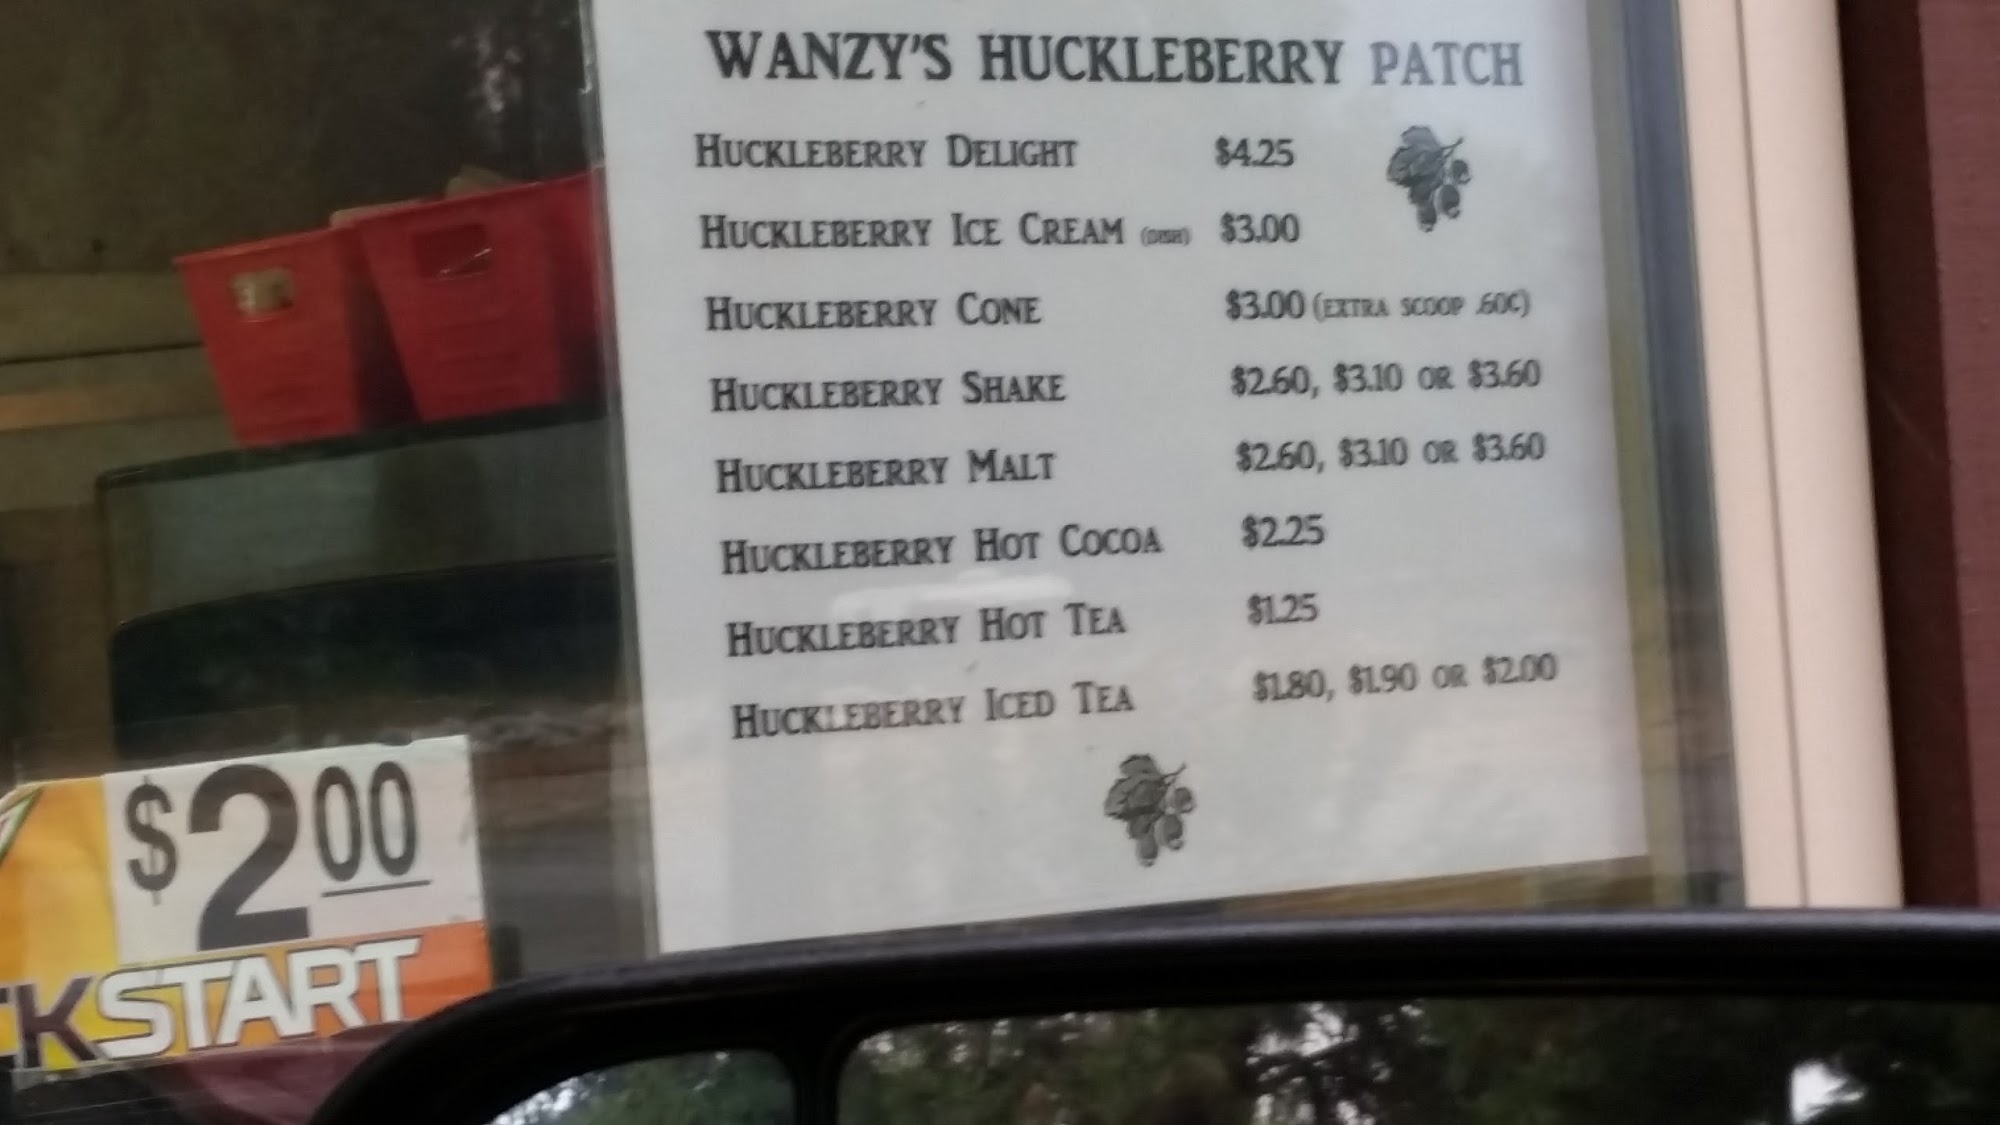 WANZY'S HUCKLEBERRY PATCH
HUCKLEBERRY DELIGHT $4.25
HUCKLEBERRY ICE CREAM (DISH) $3.00
HUCKLEBERRY CONE $3.00 (EXTRA SCOOP .60¢)
HUCKLEBERRY SHAKE $2.60, $3.10 OR $3.60
HUCKLEBERRY MALT $2.60, $3.10 OR $3.60
HUCKLEBERRY HOT COCOA $2.25
HUCKLEBERRY HOT TEA $1.25
HUCKLEBERRY ICED TEA $1.80, $1.90 OR $2.00
$200
CKSTART